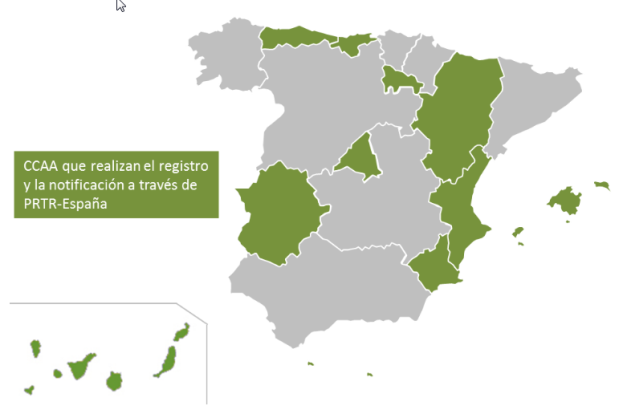 CCAA que realizan el registro
y la notificación a través de
PRTR-España